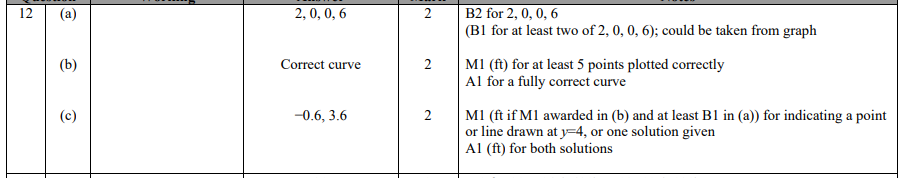 12 (a) 2, 0, 0, 6 2 B2 for 2, 0, 0, 6
(B1 for at least two of 2, 0, 0, 6); could be taken from graph
(b) Correct curve 2 M1 (ft) for at least 5 points plotted correctly
A1 for a fully correct curve
(c) −0.6, 3.6 2 M1 (ft if M1 awarded in (b) and at least B1 in (a)) for indicating a point
or line drawn at y=4, or one solution given
A1 (ft) for both solutions